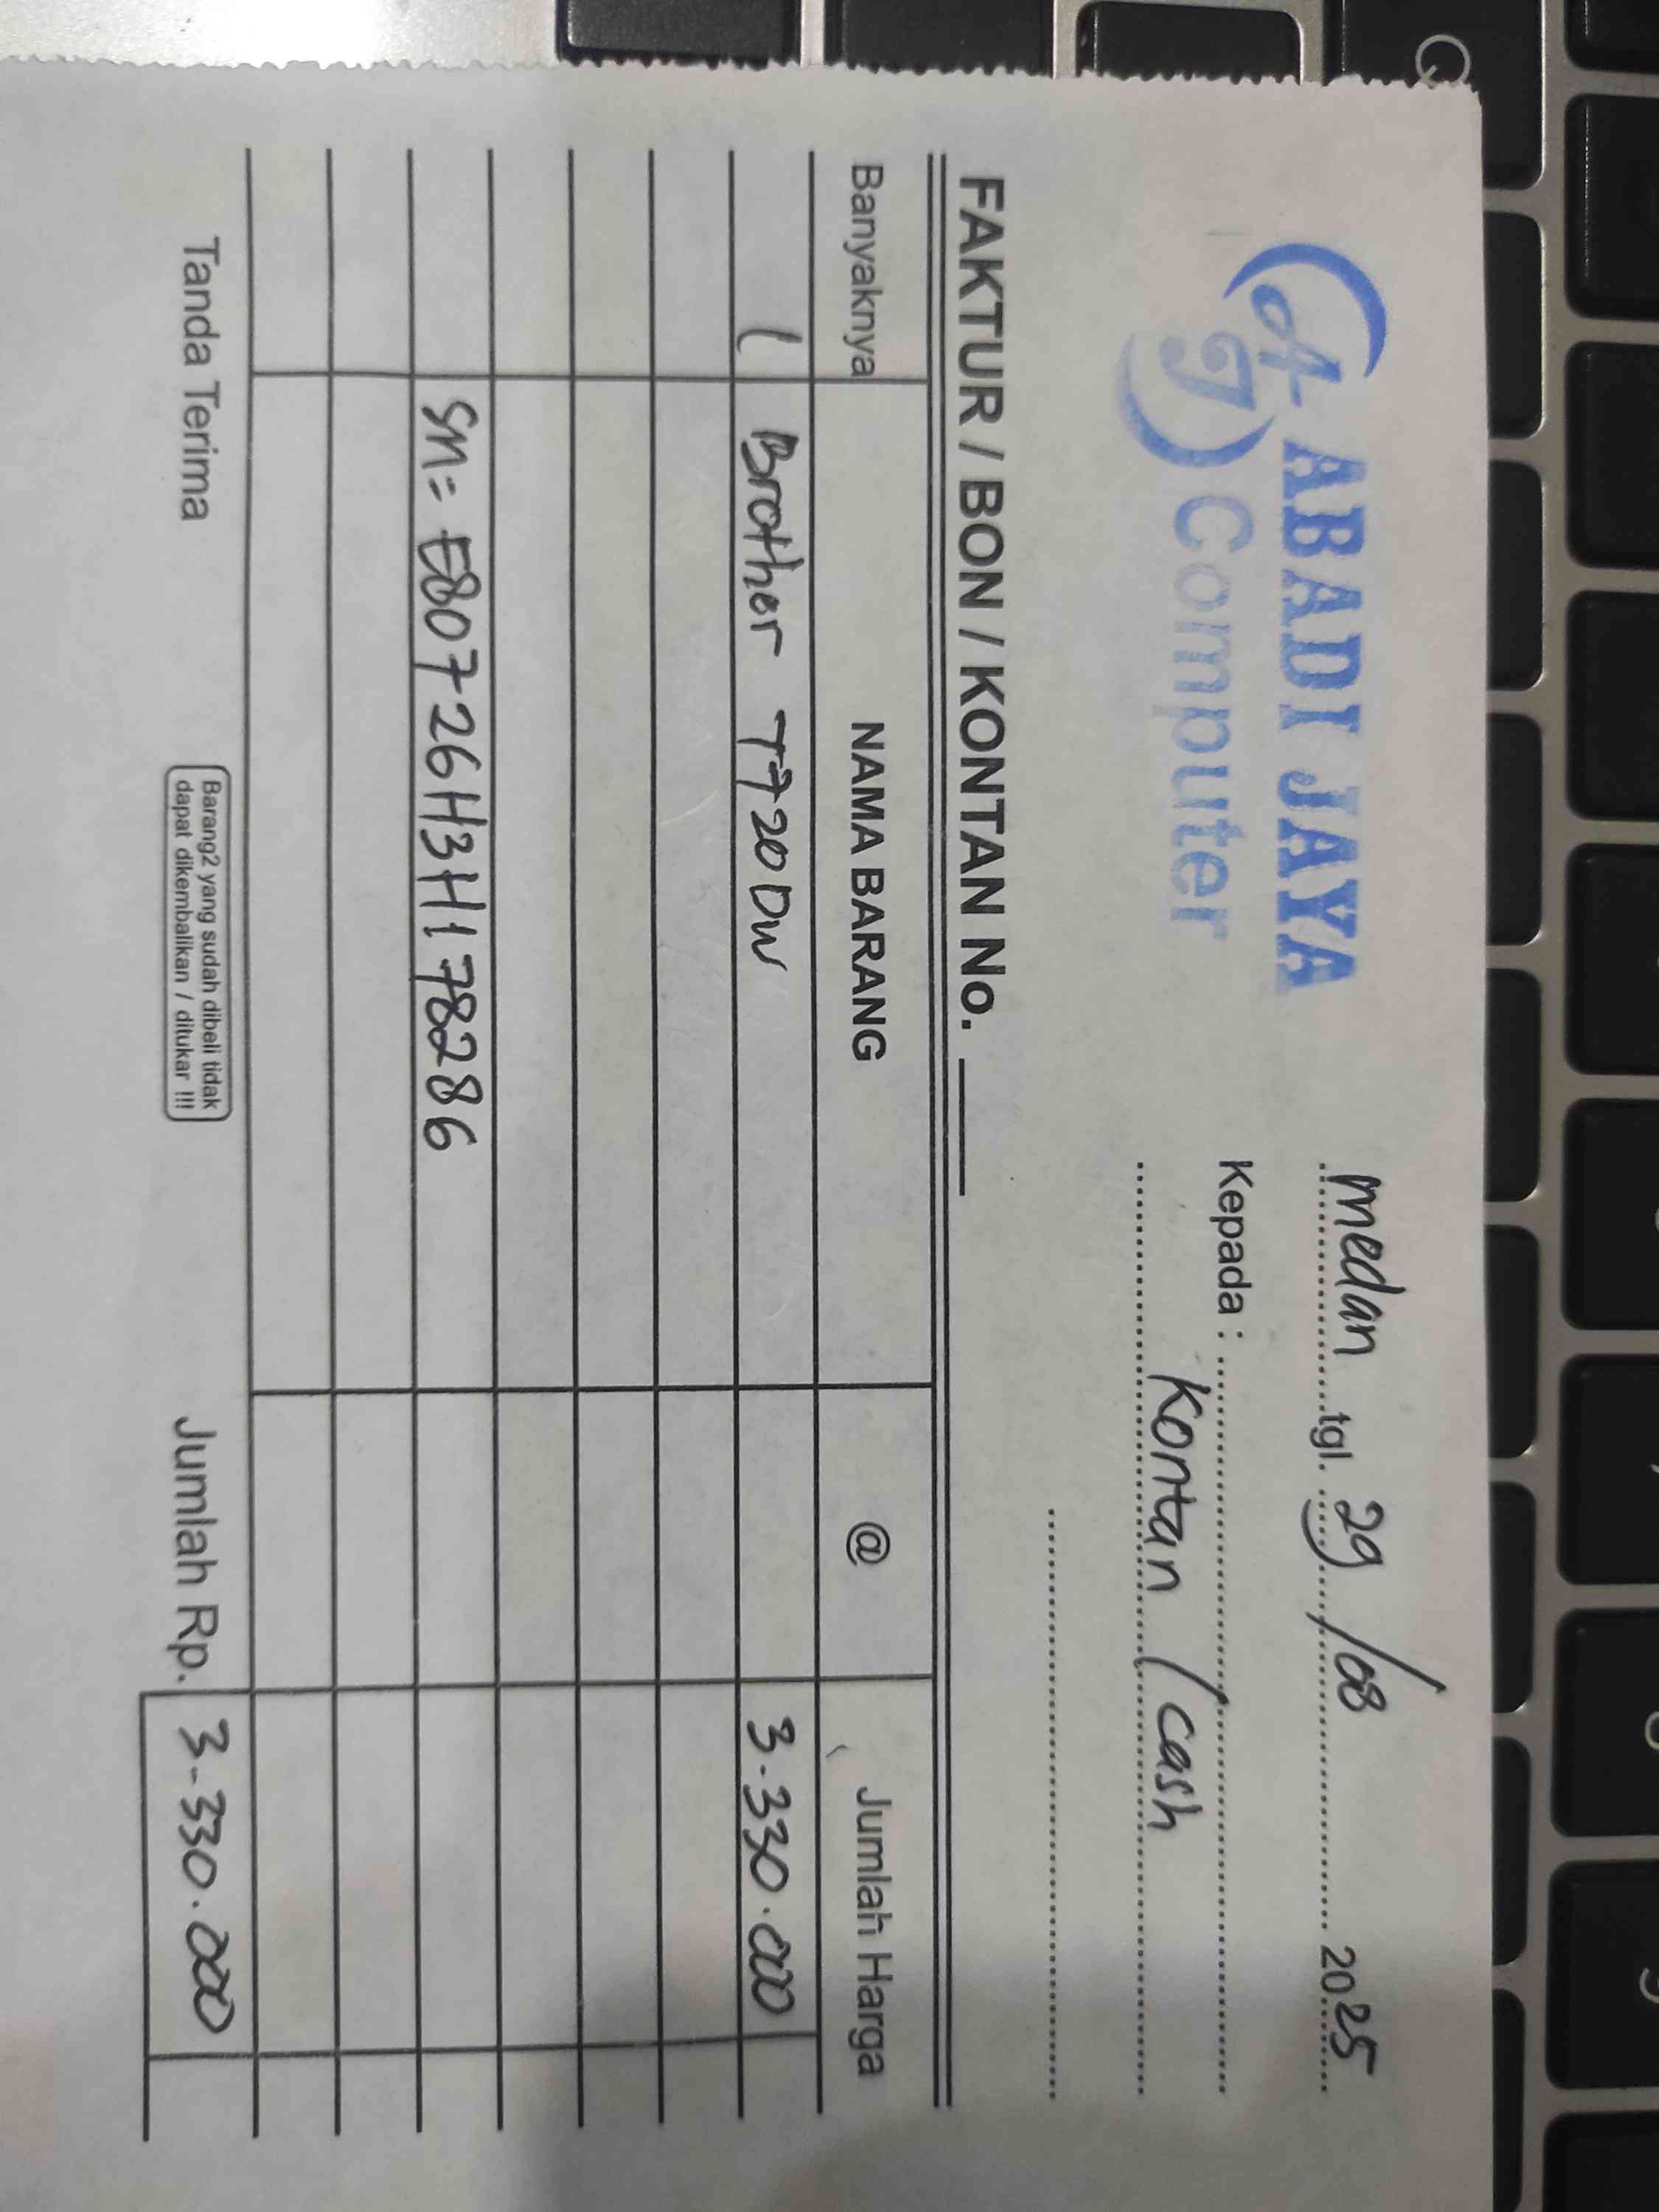 AJ ABADI JAYA
Computer
Medan tgl. 29/08 2025
Kepada :
Kontan / Cash
FAKTUR / BON / KONTAN No.
Banyaknya NAMA BARANG @ Jumlah Harga
1 Brother T720DW 3.330.000
SN= E80726H3H178286
Tanda Terima
Barang2 yang sudah dibeli tidak
dapat dikembalikan / ditukar !!!
Jumlah Rp. 3.330.000
Q